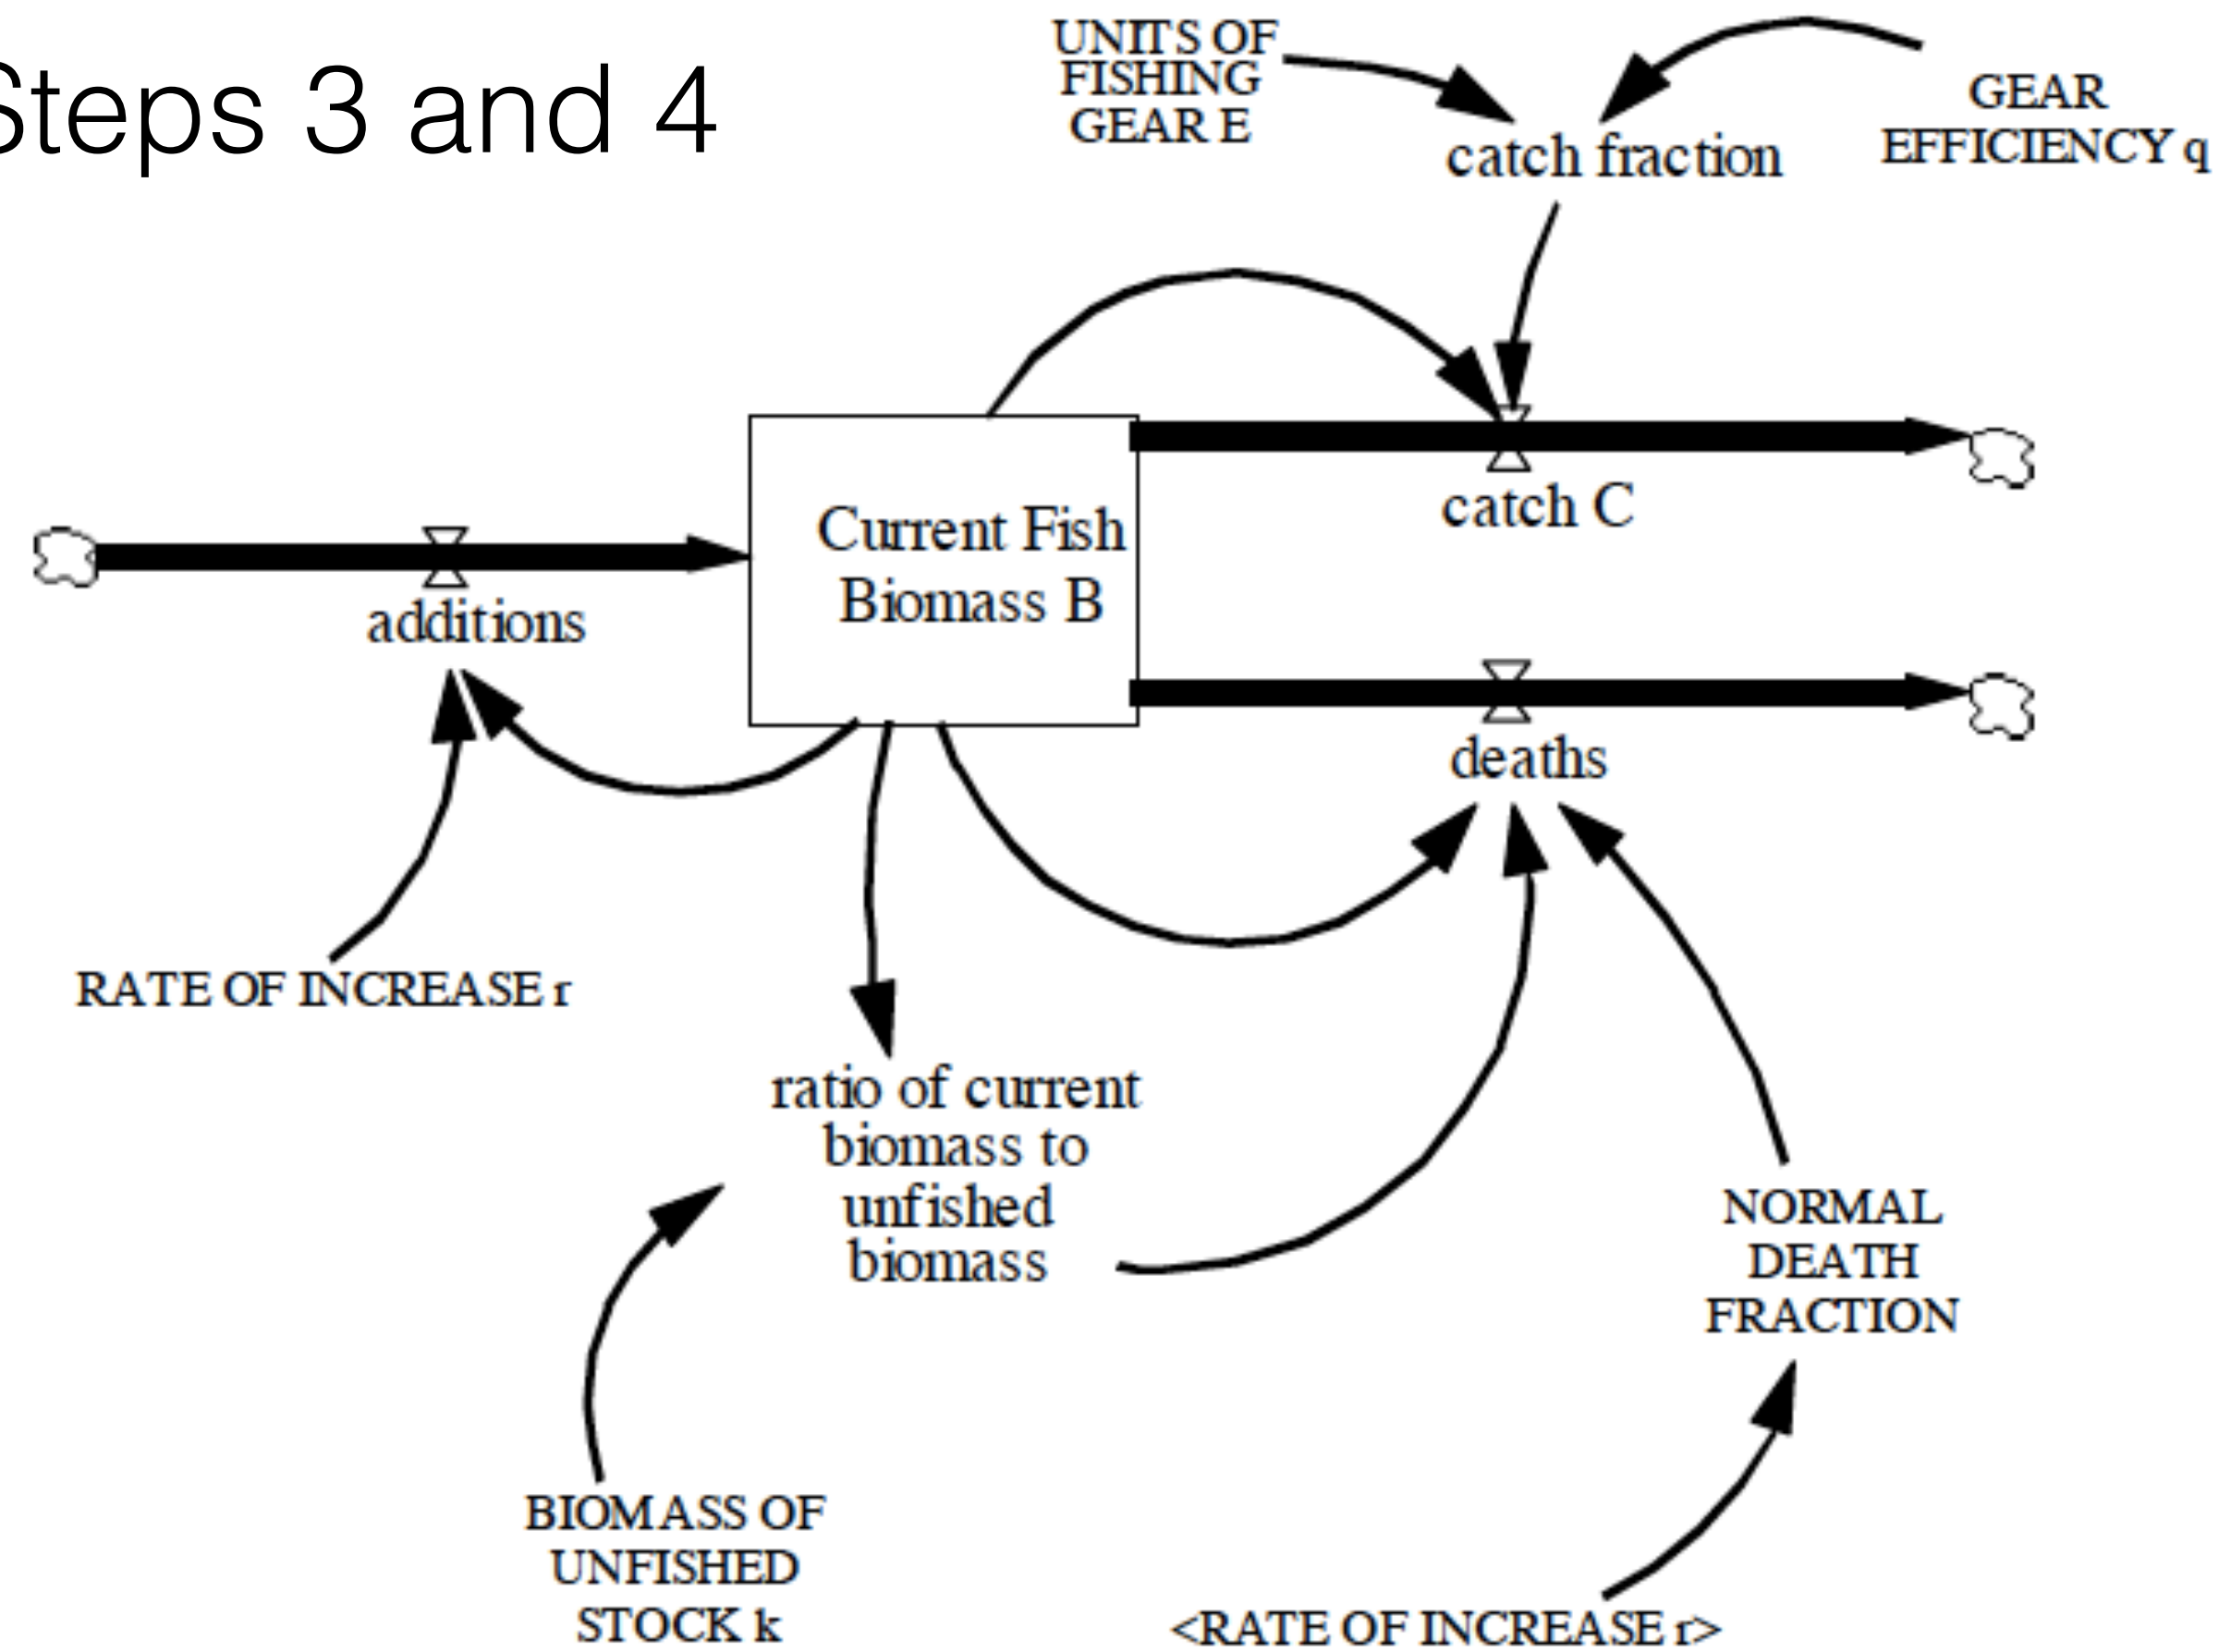 Steps 3 and 4
UNITS OF
FISHING
GEAR E
GEAR
EFFICIENCY q
catch fraction
catch C
Current Fish
Biomass B
additions
deaths
RATE OF INCREASE r
ratio of current
biomass to
unfished
biomass
NORMAL
DEATH
FRACTION
BIOMASS OF
UNFISHED
STOCK k
<RATE OF INCREASE r>